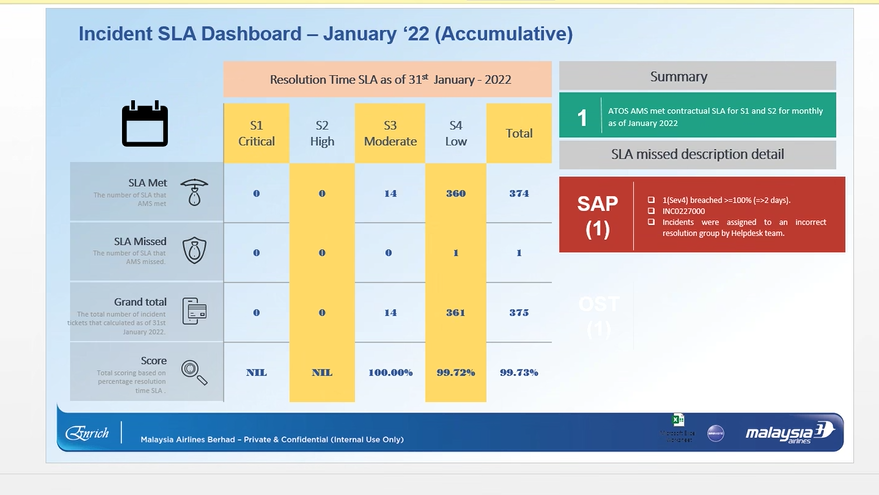 Incident SLA Dashboard – January ‘22 (Accumulative)
Resolution Time SLA as of 31st January - 2022
S1 Critical
S2 High
S3 Moderate
S4 Low
Total
SLA Met
The number of SLA that
AMS met
0 0 14 360 374
SLA Missed
The number of SLA that
AMS missed.
0 0 0 1 1
Grand total
The total number of incident
tickets that calculated as of 31st
January 2022.
0 0 14 361 375
Score
Total scoring based on
percentage resolution
time SLA .
NIL NIL 100.00% 99.72% 99.73%
Summary
1
ATOS AMS met contractual SLA for S1 and S2 for monthly
as of January 2022
SLA missed description detail
SAP
(1)
1(Sev4) breached >=100% (=>2 days).
INC0227000
Incidents were assigned to an incorrect
resolution group by Helpdesk team.
OST
(1)
Enrich
Malaysia Airlines Berhad – Private & Confidential (Internal Use Only)
malaysia
airlines